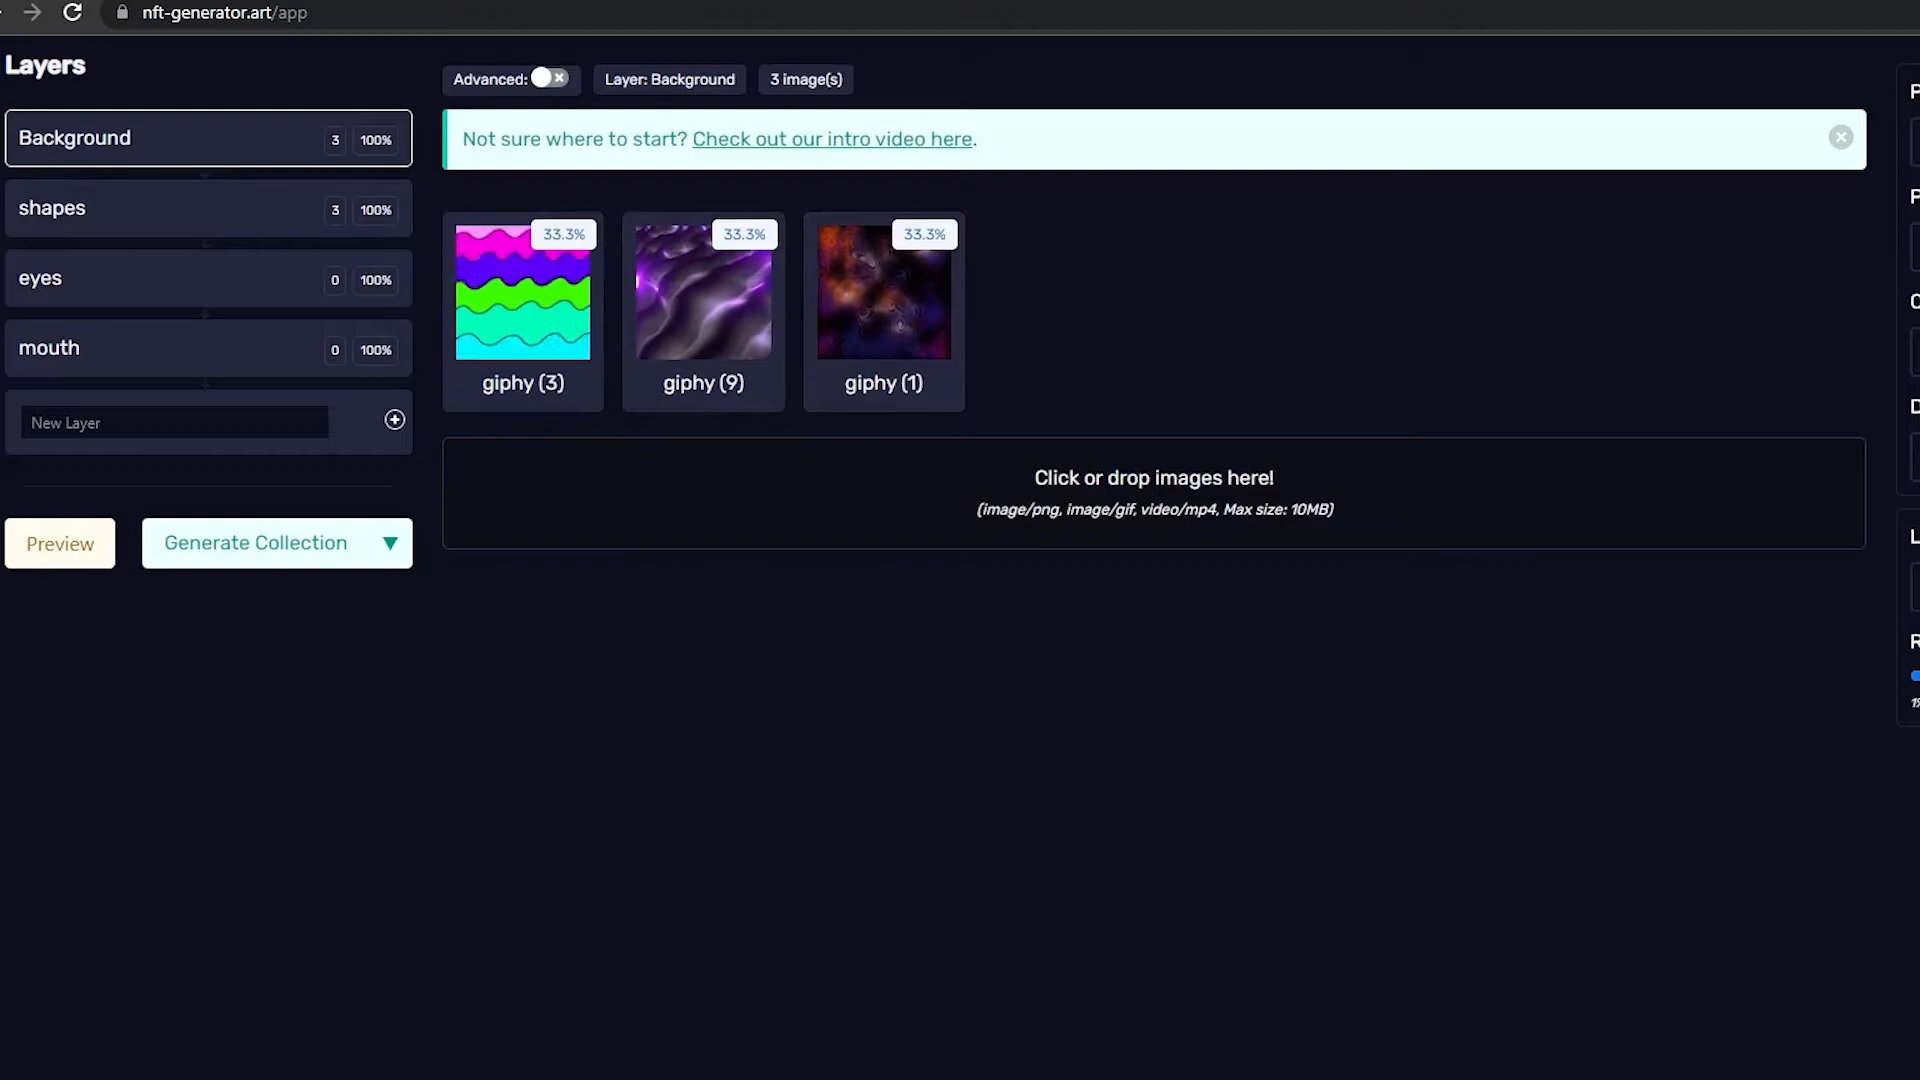 nft-generator.art/app
Layers
Background 3 100%
shapes 3 100%
eyes 0 100%
mouth 0 100%
New Layer
Preview
Generate Collection ▼
Advanced:
Layer: Background
3 image(s)
Not sure where to start? Check out our intro video here.
33.3%
giphy (3)
33.3%
giphy (9)
33.3%
giphy (1)
Click or drop images here!
(image/png, image/gif, video/mp4, Max size: 10MB)